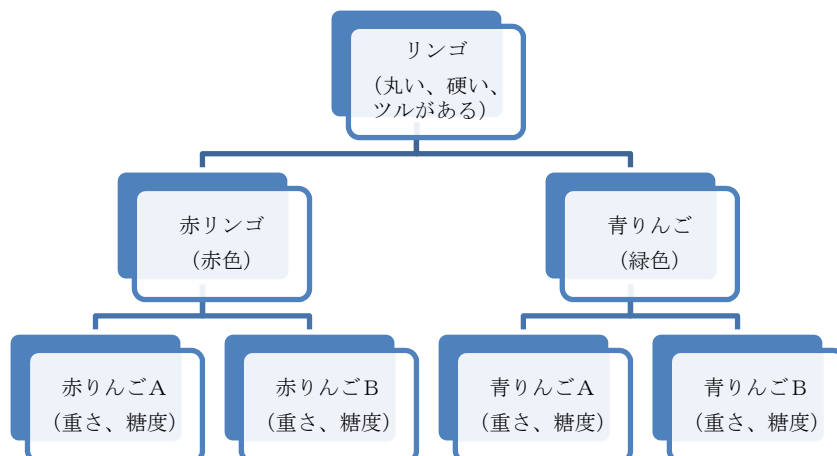 リンゴ
（丸い、硬い、
ツルがある）
赤リンゴ
（赤色）
青りんご
（緑色）
赤りんごＡ
（重さ、糖度）
赤りんごＢ
（重さ、糖度）
青りんごＡ
（重さ、糖度）
青りんごＢ
（重さ、糖度）